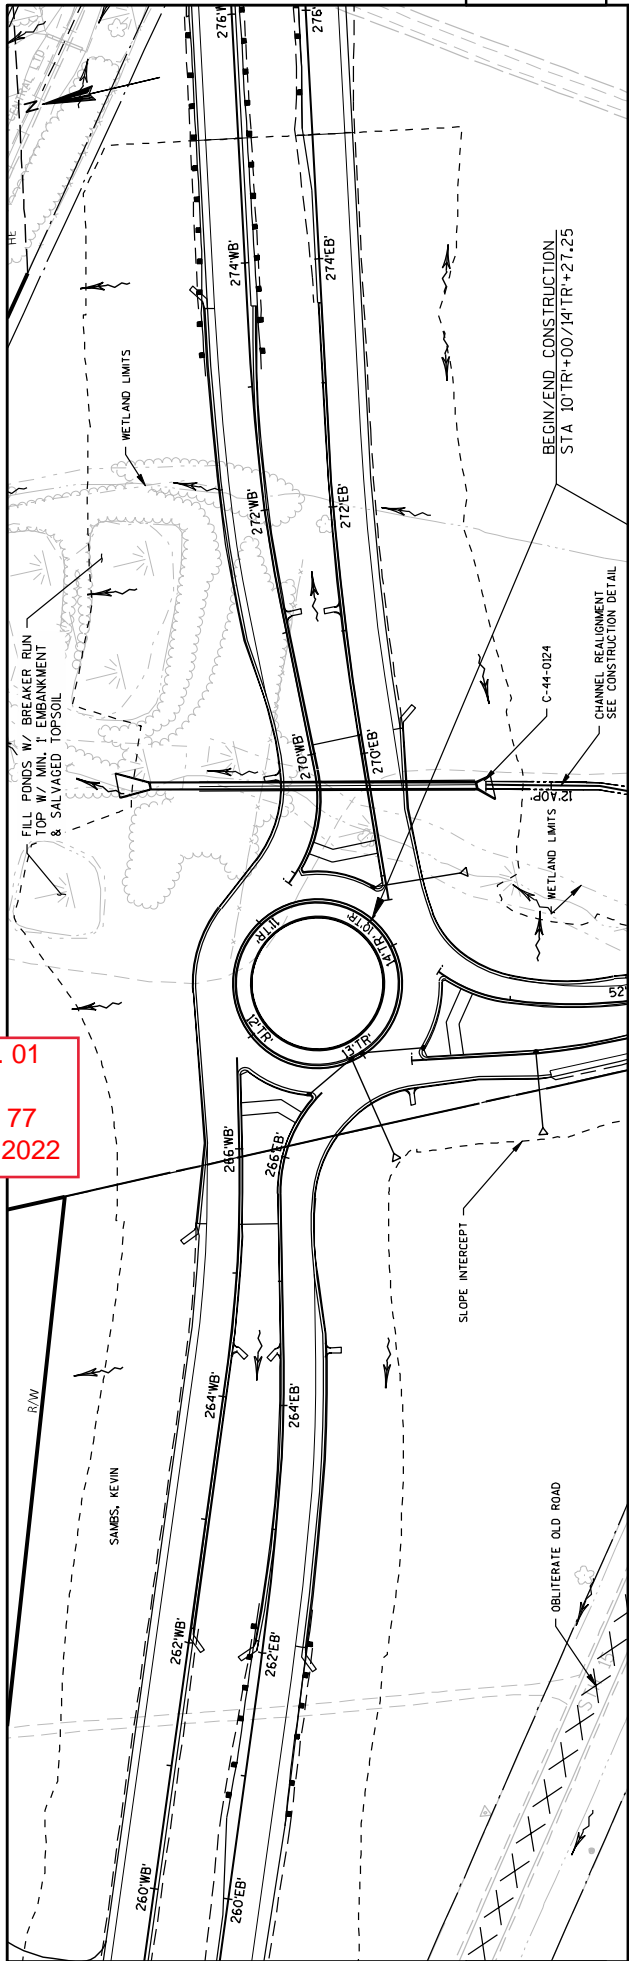 276'W
276'
N
HE
274'WB'
274'EB'
BEGIN/END CONSTRUCTION
STA 10'TR'+00/14'TR'+27.25
WETLAND LIMITS
272'WB'
272'EB'
FILL PONDS W/ BREAKER RUN
TOP W/ MIN. 1' EMBANKMENT
& SALVAGED TOPSOIL
C-44-0124
CHANNEL REALIGNMENT
SEE CONSTRUCTION DETAIL
270'WB'
270'EB'
12'AOP'
WETLAND LIMITS
11'TR'
14'TR'
10'TR'
12'TR'
13'TR'
52'
. 01
77
2022
266'WB'
266'EB'
SLOPE INTERCEPT
R/W
264'WB'
264'EB'
SAMBS, KEVIN
OBLITERATE OLD ROAD
262'WB'
262'EB'
260'WB'
260'EB'